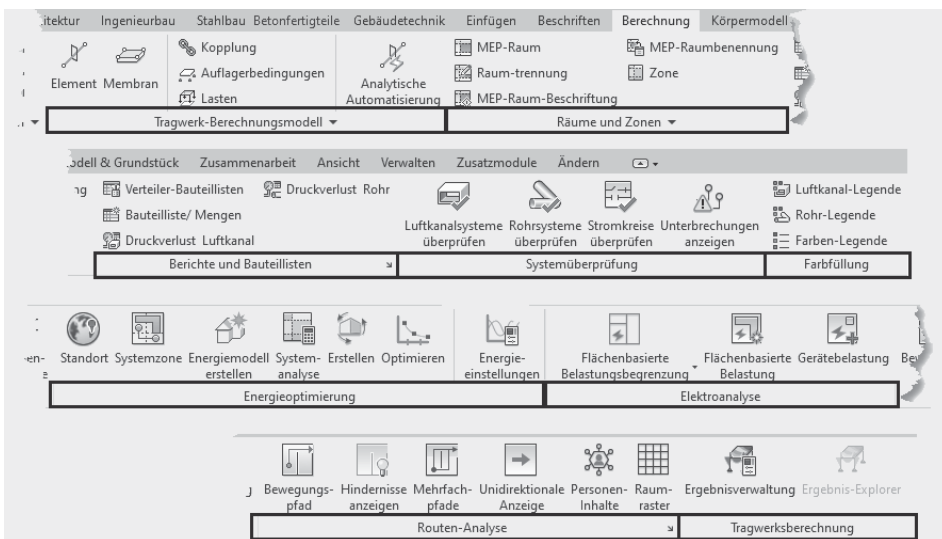 itektur Ingenieurbau Stahlbau Betonfertigteile Gebäudetechnik Einfügen Beschriften Berechnung Körpermodell
Kopplung MEP-Raum MEP-Raumbenennung
Auflagerbedingungen Raum-trennung Zone
Element Membran Analytische
Lasten Automatisierung MEP-Raum-Beschriftung
Tragwerk-Berechnungsmodell Räume und Zonen
odell & Grundstück Zusammenarbeit Ansicht Verwalten Zusatzmodule Ändern
ng Verteiler-Bauteillisten Druckverlust Rohr Luftkanal-Legende
Bauteilliste/ Mengen Rohr-Legende
Luftkanalsysteme Rohrsysteme Stromkreise Unterbrechungen
Druckverlust Luftkanal überprüfen überprüfen überprüfen anzeigen Farben-Legende
Berichte und Bauteillisten Systemüberprüfung Farbfüllung
en- Standort Systemzone Energiemodell System- Erstellen Optimieren Energie- Flächenbasierte Flächenbasierte Gerätebelastung Be
e erstellen analyse einstellungen Belastungsbegrenzung Belastung
Energieoptimierung Elektroanalyse
Bewegungs- Hindernisse Mehrfach- Unidirektionale Personen- Raum- Ergebnisverwaltung Ergebnis-Explorer
pfad anzeigen pfade Anzeige Inhalte raster
Routen-Analyse Tragwerksberechnung